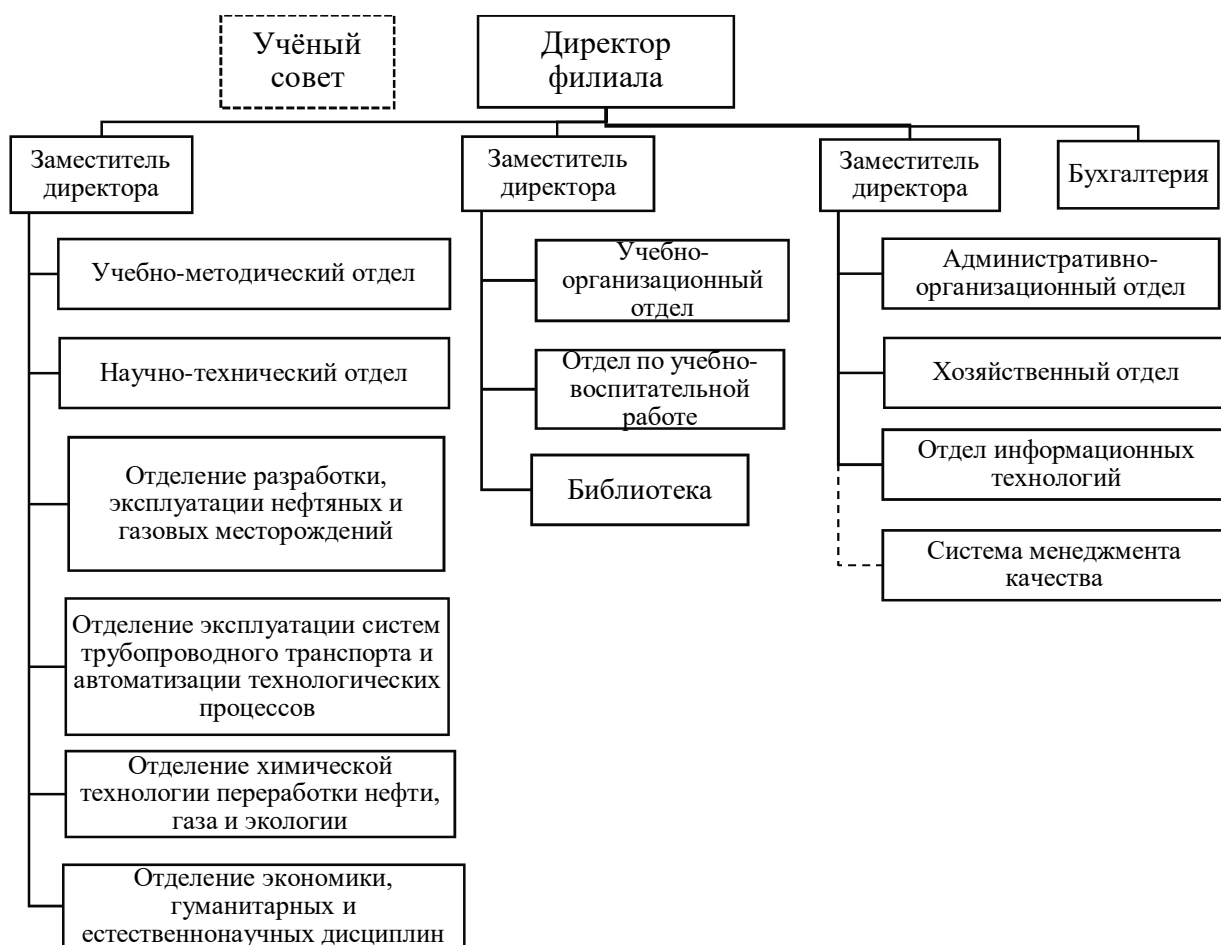 Учёный
совет
Директор
филиала
Заместитель
директора
Заместитель
директора
Заместитель
директора
Бухгалтерия
Учебно-методический отдел
Научно-технический отдел
Отделение разработки,
эксплуатации нефтяных и
газовых месторождений
Отделение эксплуатации систем
трубопроводного транспорта и
автоматизации технологических
процессов
Отделение химической
технологии переработки нефти,
газа и экологии
Отделение экономики,
гуманитарных и
естественнонаучных дисциплин
Учебно-
организационный
отдел
Отдел по учебно-
воспитательной
работе
Библиотека
Административно-
организационный отдел
Хозяйственный отдел
Отдел информационных
технологий
Система менеджмента
качества